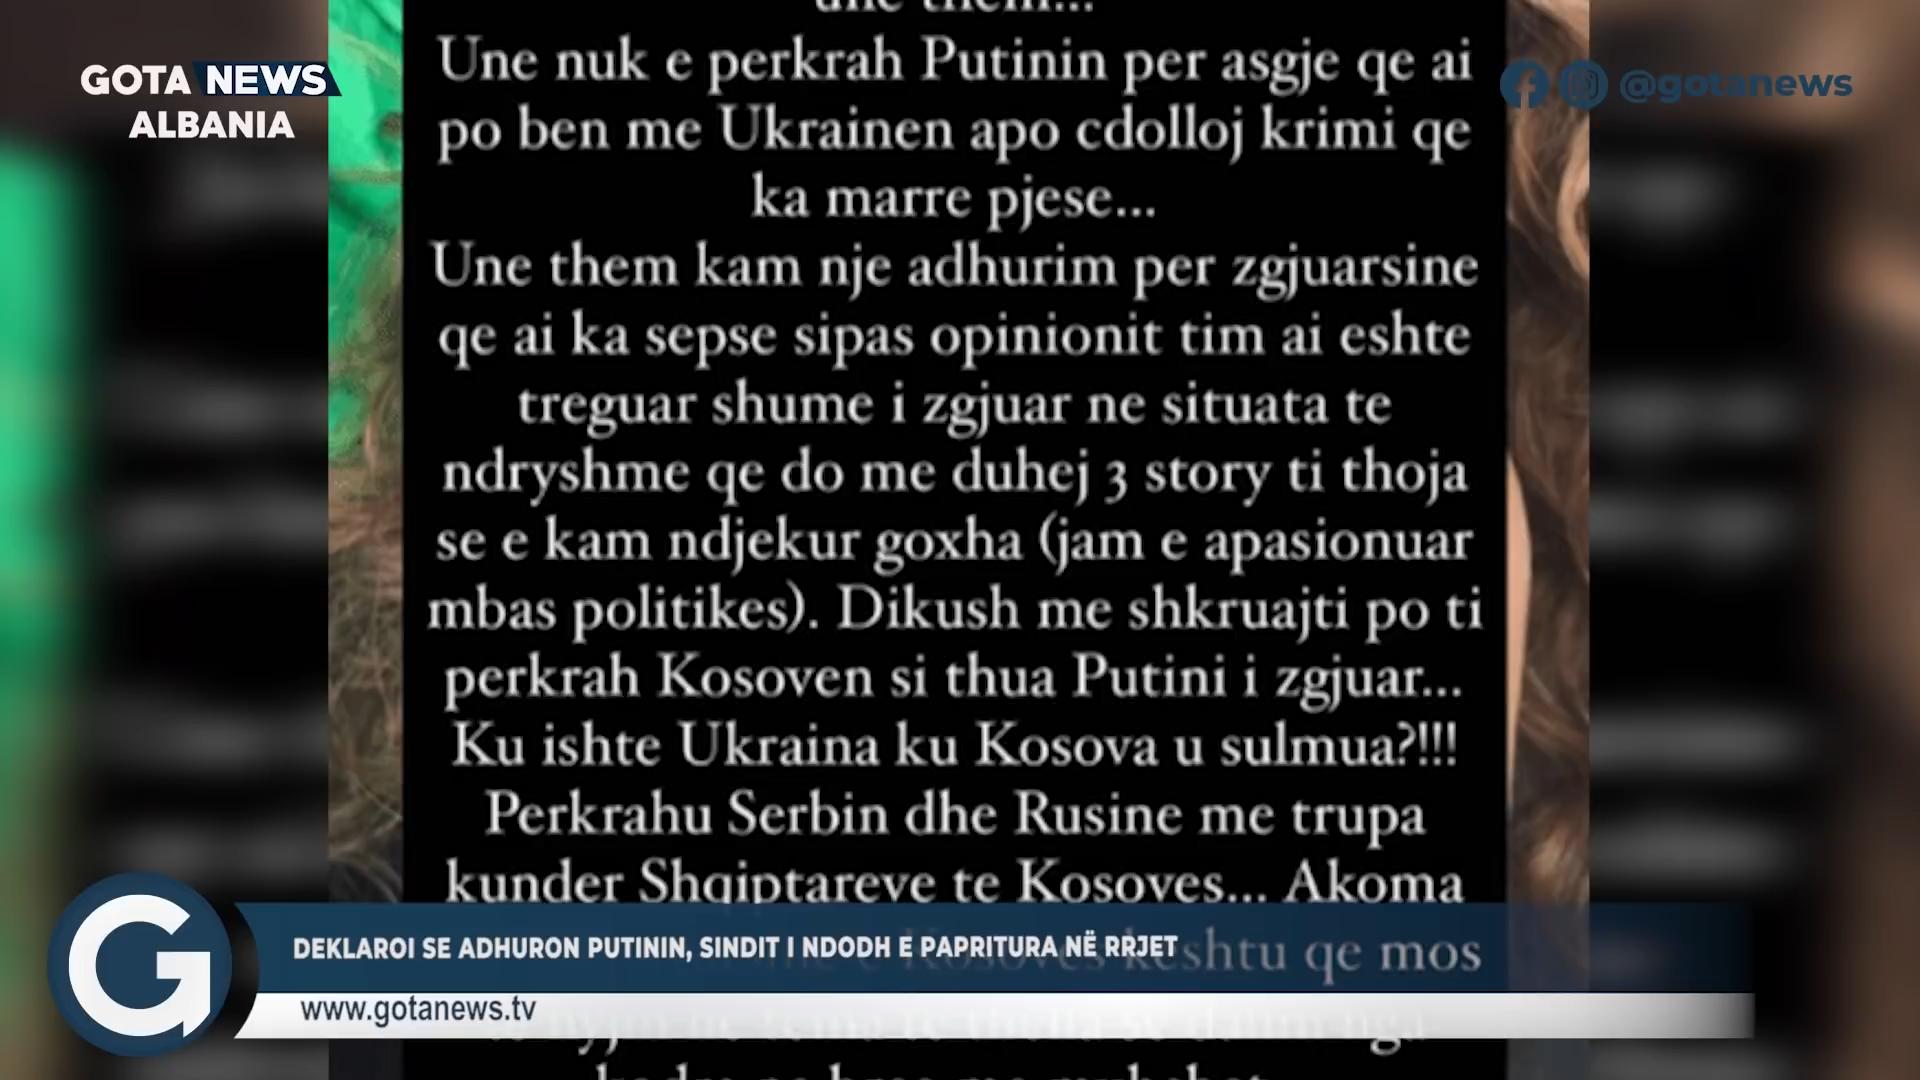 une them...
Une nuk e perkrah Putinin per asgje qe ai
po ben me Ukrainen apo cdolloj krimi qe
ka marre pjese...
Une them kam nje adhurim per zgjuarsine
qe ai ka sepse sipas opinionit tim ai eshte
treguar shume i zgjuar ne situata te
ndryshme qe do me duhej 3 story ti thoja
se e kam ndjekur goxha (jam e apasionuar
mbas politikes). Dikush me shkruajti po ti
perkrah Kosoven si thua Putini i zgjuar...
Ku ishte Ukraina ku Kosova u sulmua?!!!
Perkrahu Serbin dhe Rusine me trupa
kunder Shqiptareve te Kosoves... Akoma
Kosoves keshtu qe mos
GOTA NEWS
ALBANIA
@gotanews
DEKLAROI SE ADHURON PUTININ, SINDIT I NDODH E PAPRITURA NË RRJET
www.gotanews.tv